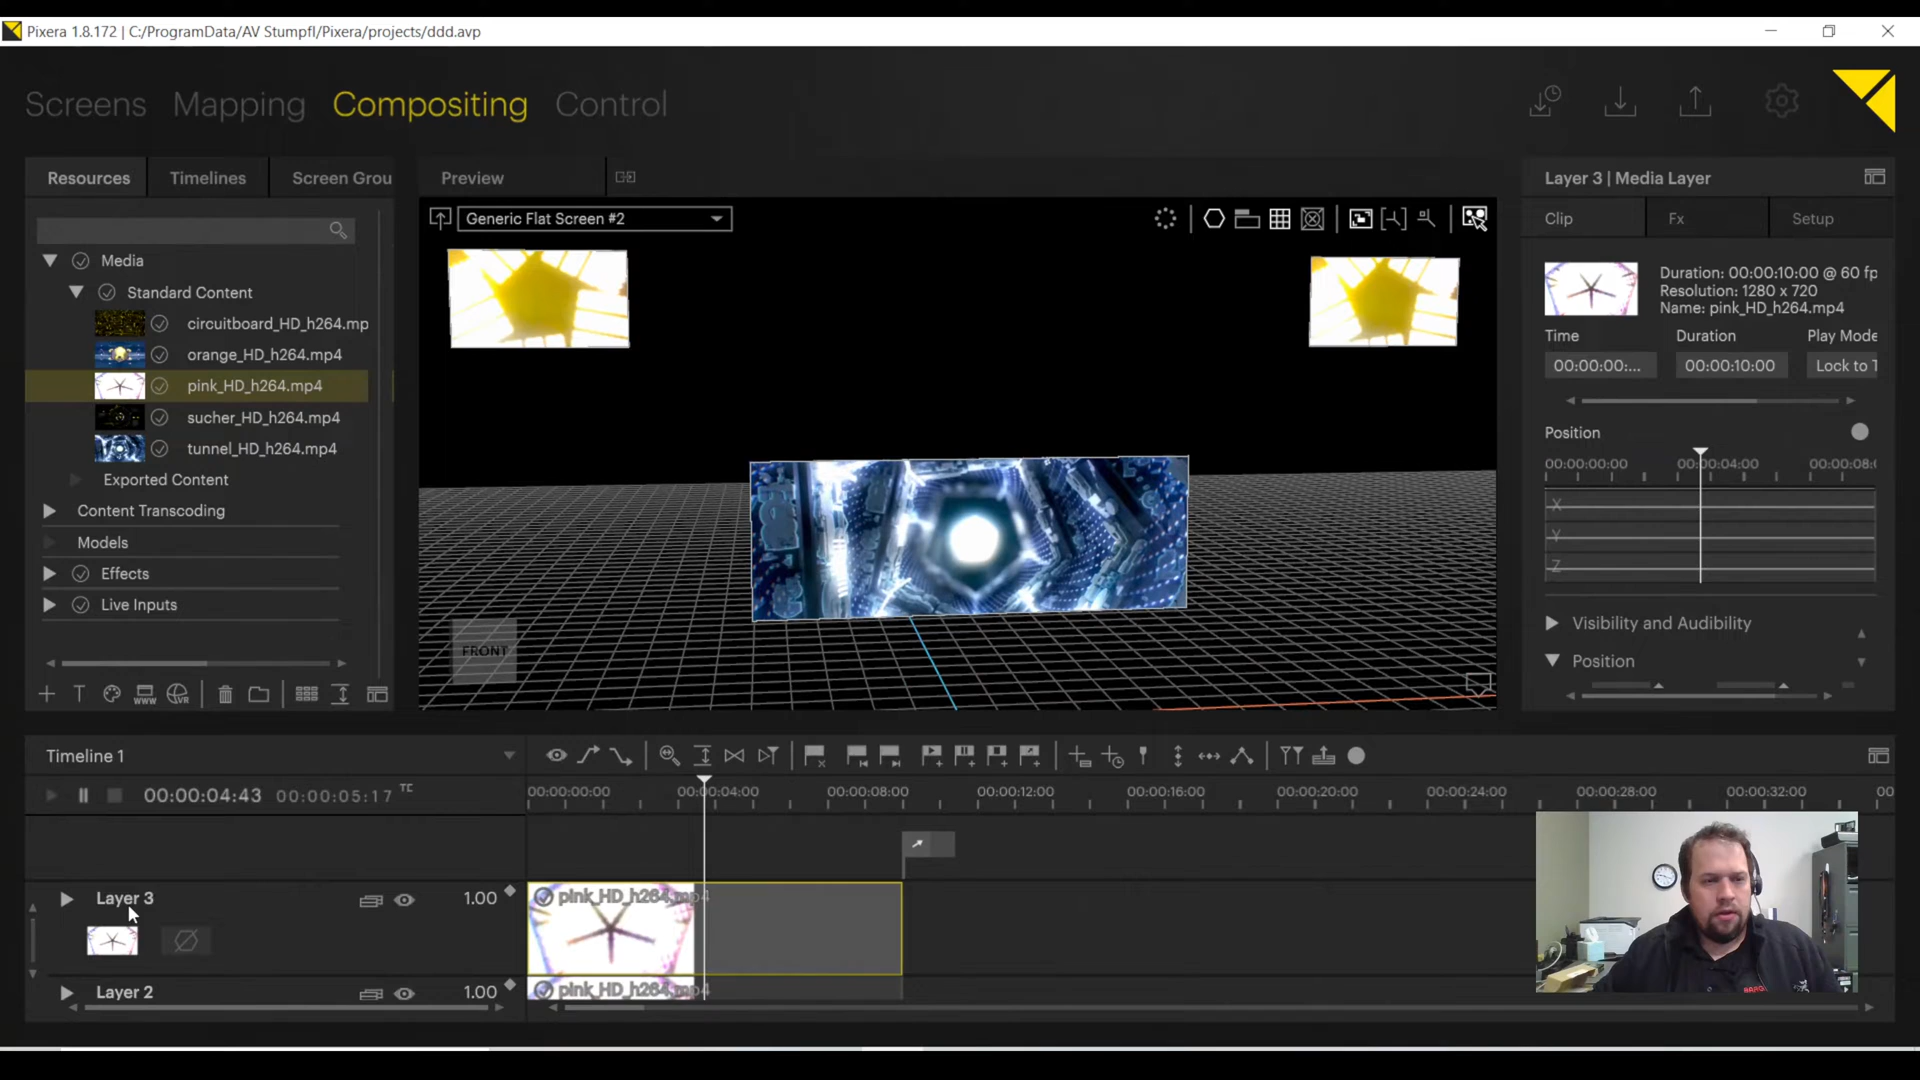 Pixera 1.8.172 | C:/ProgramData/AV Stumpfl/Pixera/projects/ddd.avp
Screens Mapping Compositing Control
Resources Timelines Screen Grou
Preview
Layer 3 | Media Layer
Generic Flat Screen #2
Clip Fx Setup
Media
Standard Content
circuitboard_HD_h264.mp
orange_HD_h264.mp4
pink_HD_h264.mp4
sucher_HD_h264.mp4
tunnel_HD_h264.mp4
Exported Content
Content Transcoding
Models
Effects
Live Inputs
WWW
VR
FRONT
Duration: 00:00:10:00 @ 60 fp
Resolution: 1280 x 720
Name: pink_HD_h264.mp4
Time Duration Play Mode
00:00:00:... 00:00:10:00 Lock to T
Position
00:00:00:00 00:00:04:00 00:00:08:
X
Y
Z
Visibility and Audibility
Position
Timeline 1
00:00:04:43 00:00:05:17 TC
00:00:00:00 00:00:04:00 00:00:08:00 00:00:12:00 00:00:16:00 00:00:20:00 00:00:24:00 00:00:28:00 00:00:32:00 00
Layer 3 1.00
pink_HD_h264.mp4
Layer 2 1.00
pink_HD_h264.mp4